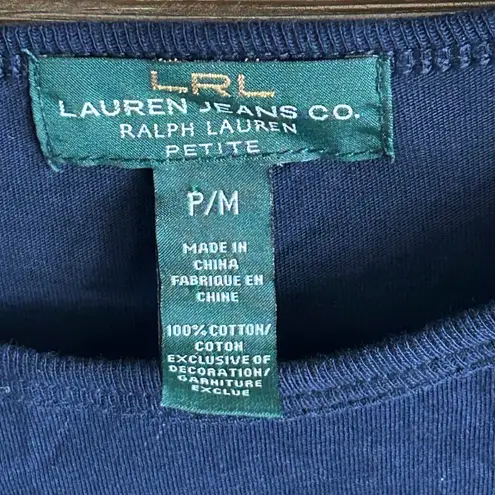 LRL
LAUREN JEANS CO.
RALPH LAUREN
PETITE
P/M
MADE IN
CHINA
FABRIQUE EN
CHINE
100% COTTON/
COTON
EXCLUSIVE OF
DECORATION/
GARNITURE
EXCLUE